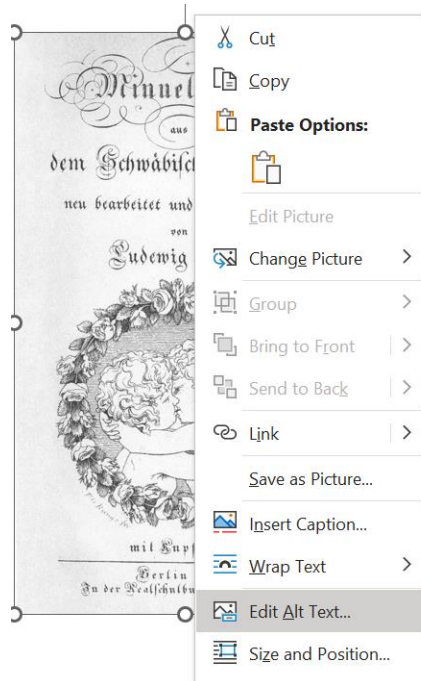 Minnel
aus
dem Schwäbisch
neu bearbeitet und
von
Ludewig
mit Kupf
Berlin
In der Realschulbu
Cut
Copy
Paste Options:
Edit Picture
Change Picture
Group
Bring to Front
Send to Back
Link
Save as Picture...
Insert Caption...
Wrap Text
Edit Alt Text...
Size and Position...